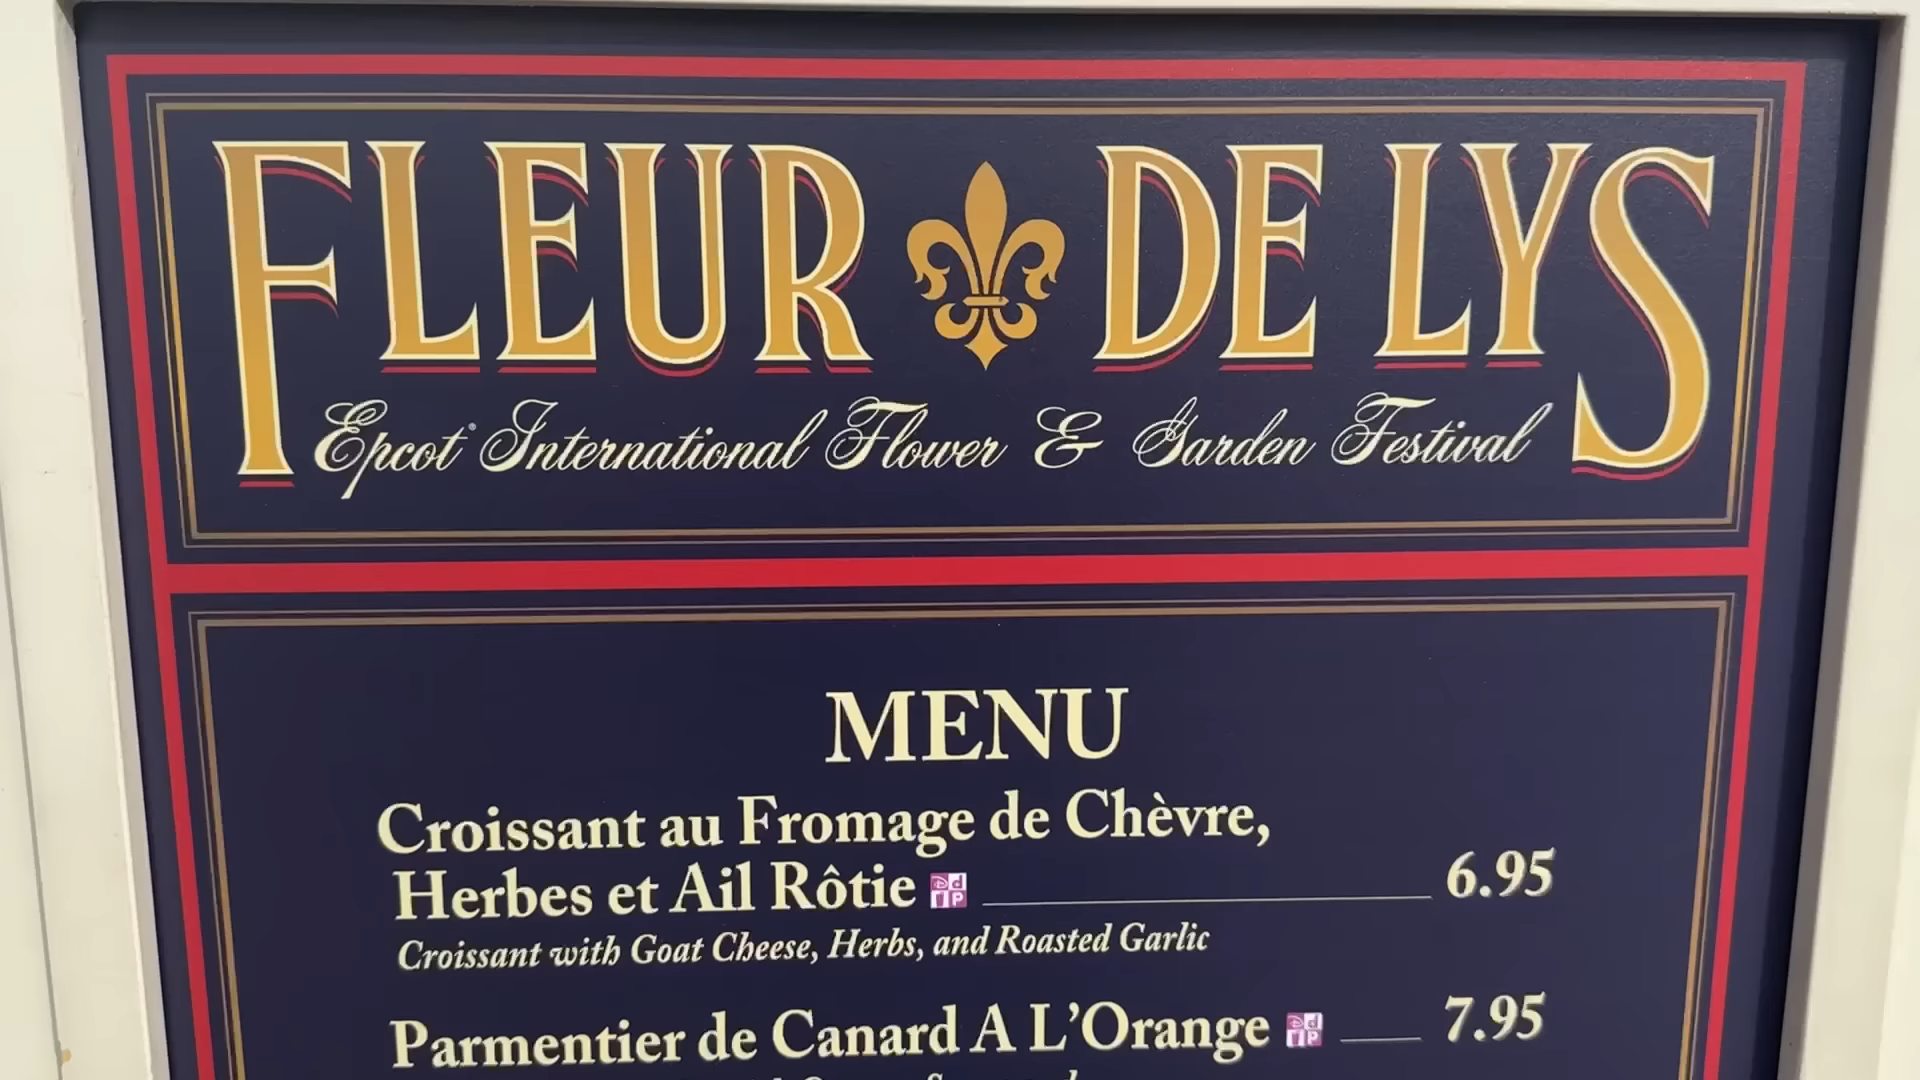 FLEUR DE LYS
Epcot International Flower & Garden Festival
MENU
Croissant au Fromage de Chèvre,
Herbes et Ail Rôtie 6.95
Croissant with Goat Cheese, Herbs, and Roasted Garlic
Parmentier de Canard A L’Orange 7.95